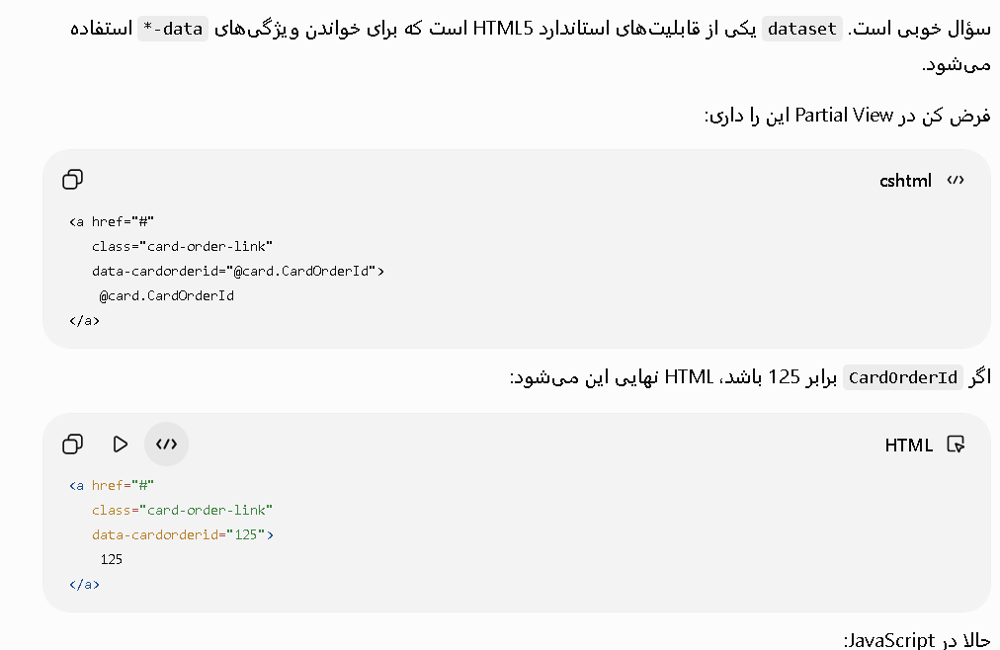 سؤال خوبی است. dataset یکی از قابلیت‌های استاندارد HTML5 است که برای خواندن ویژگی‌های data-* استفاده
می‌شود.
فرض کن در Partial View این را داری:
cshtml
<a href="#"
   class="card-order-link"
   data-cardorderid="@card.CardOrderId">
    @card.CardOrderId
</a>
اگر CardOrderId برابر 125 باشد، HTML نهایی این می‌شود:
HTML
<a href="#"
   class="card-order-link"
   data-cardorderid="125">
    125
</a>
حالا در JavaScript: